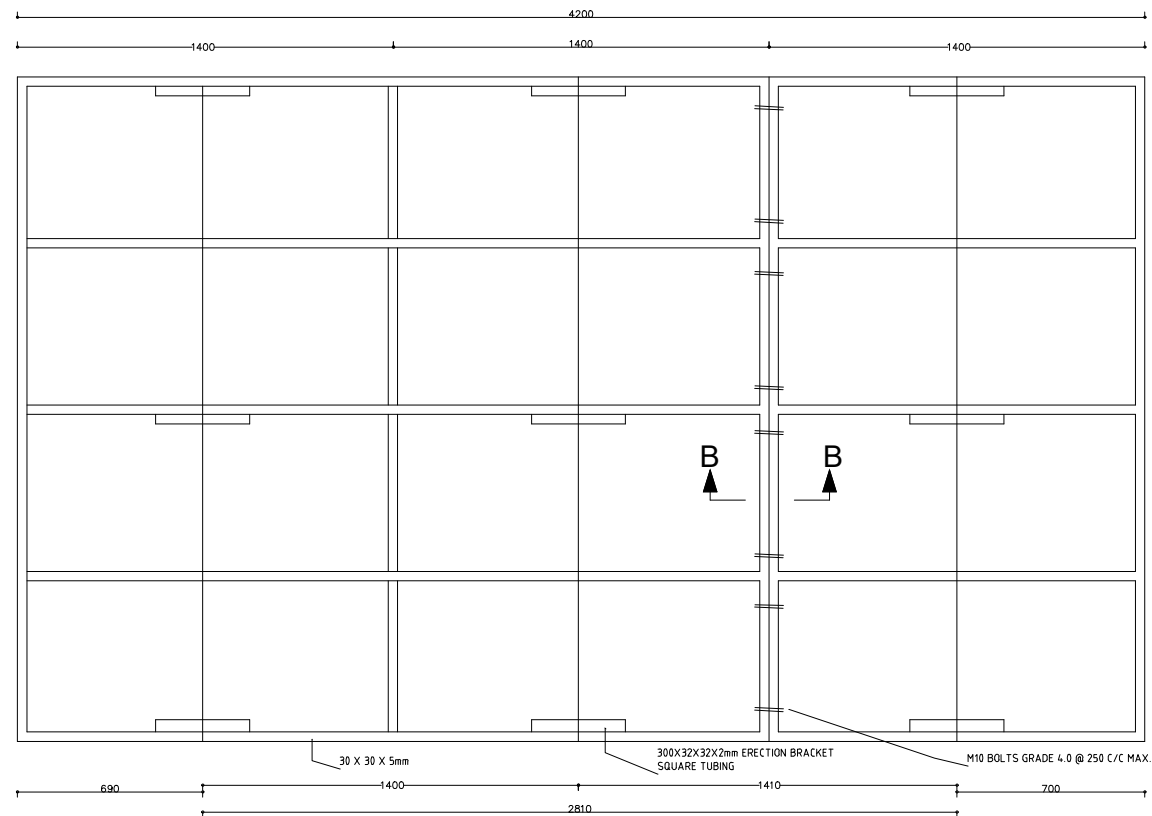 4200
1400
1400
1400
B
B
30 X 30 X 5mm
300X32X32X2mm ERECTION BRACKET
SQUARE TUBING
M10 BOLTS GRADE 4.0 @ 250 C/C MAX.
690
1400
1410
700
2810